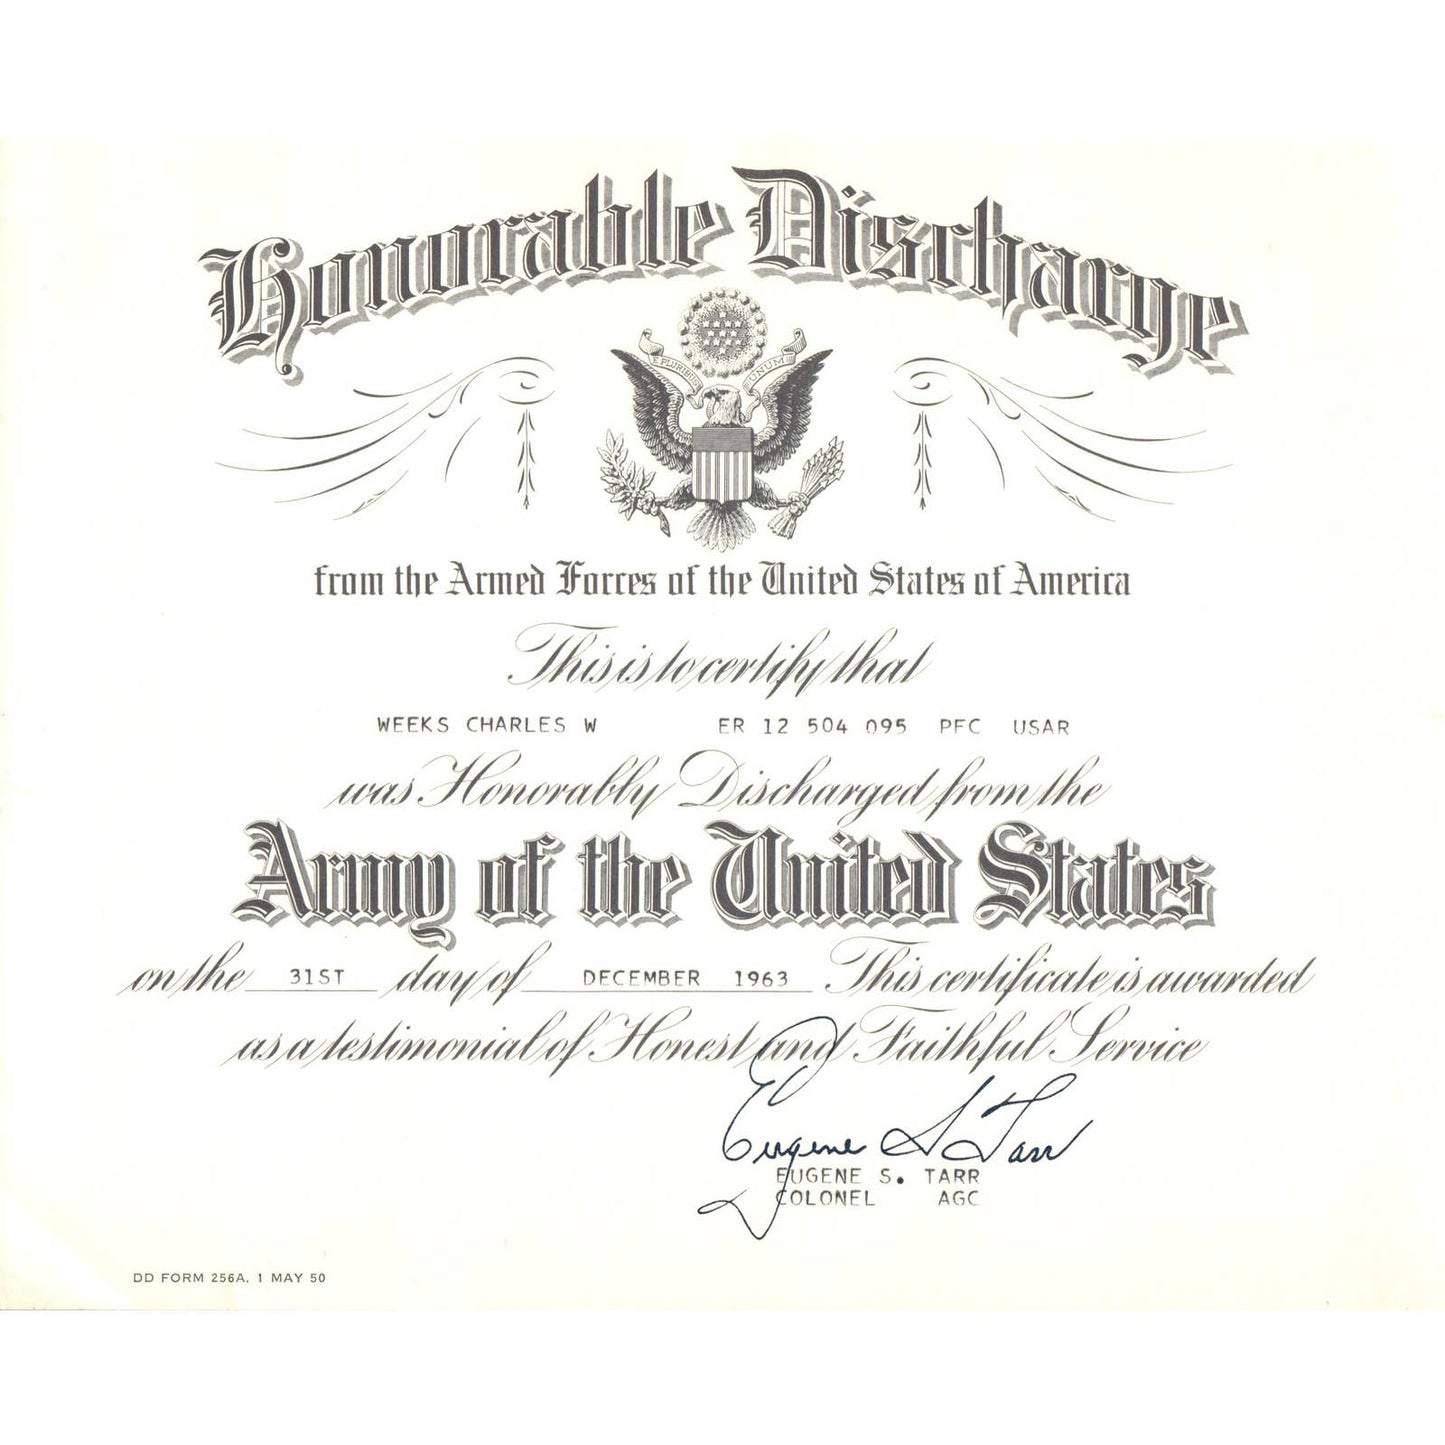 Honorable Discharge
E PLURIBUS UNUM
from the Armed Forces of the United States of America
This is to certify that
WEEKS CHARLES W ER 12 504 095 PFC USAR
was Honorably Discharged from the
Army of the United States
on the 31ST day of DECEMBER 1963 This certificate is awarded
as a testimonial of Honest and Faithful Service
Eugene S Tarr
EUGENE S. TARR
COLONEL AGC
DD FORM 256A, 1 MAY 50